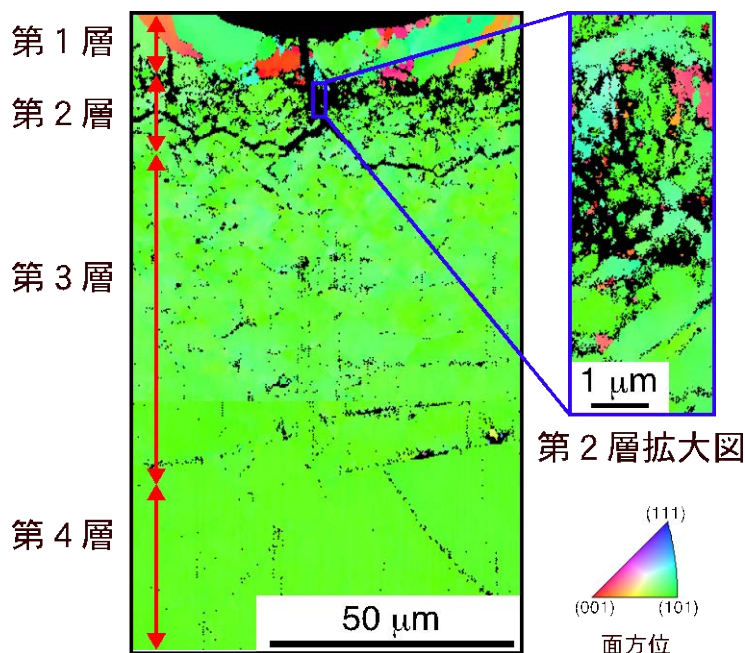 第1層
第2層
第3層
第4層
50 μm
1 μm
第2層拡大図
(111)
(001)
(101)
面方位